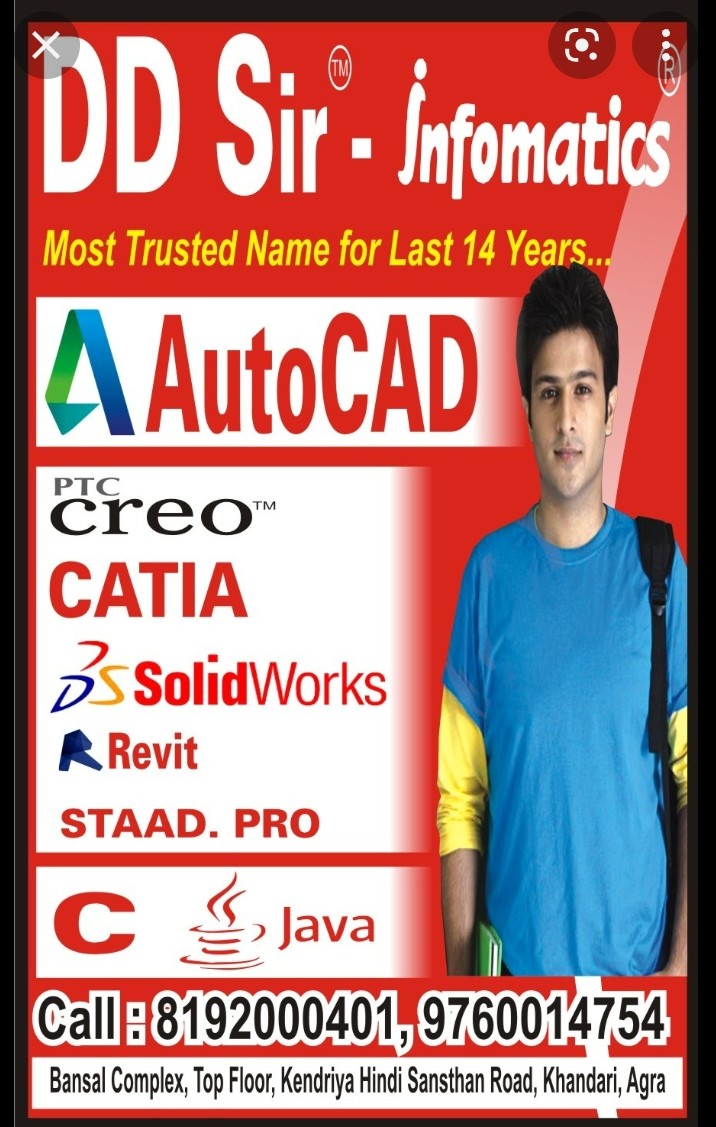 DD Sir™ - infomatics®
Most Trusted Name for Last 14 Years...
AutoCAD
PTC
creo™
CATIA
DS SolidWorks
R Revit
STAAD. PRO
C Java
Call : 8192000401, 9760014754
Bansal Complex, Top Floor, Kendriya Hindi Sansthan Road, Khandari, Agra